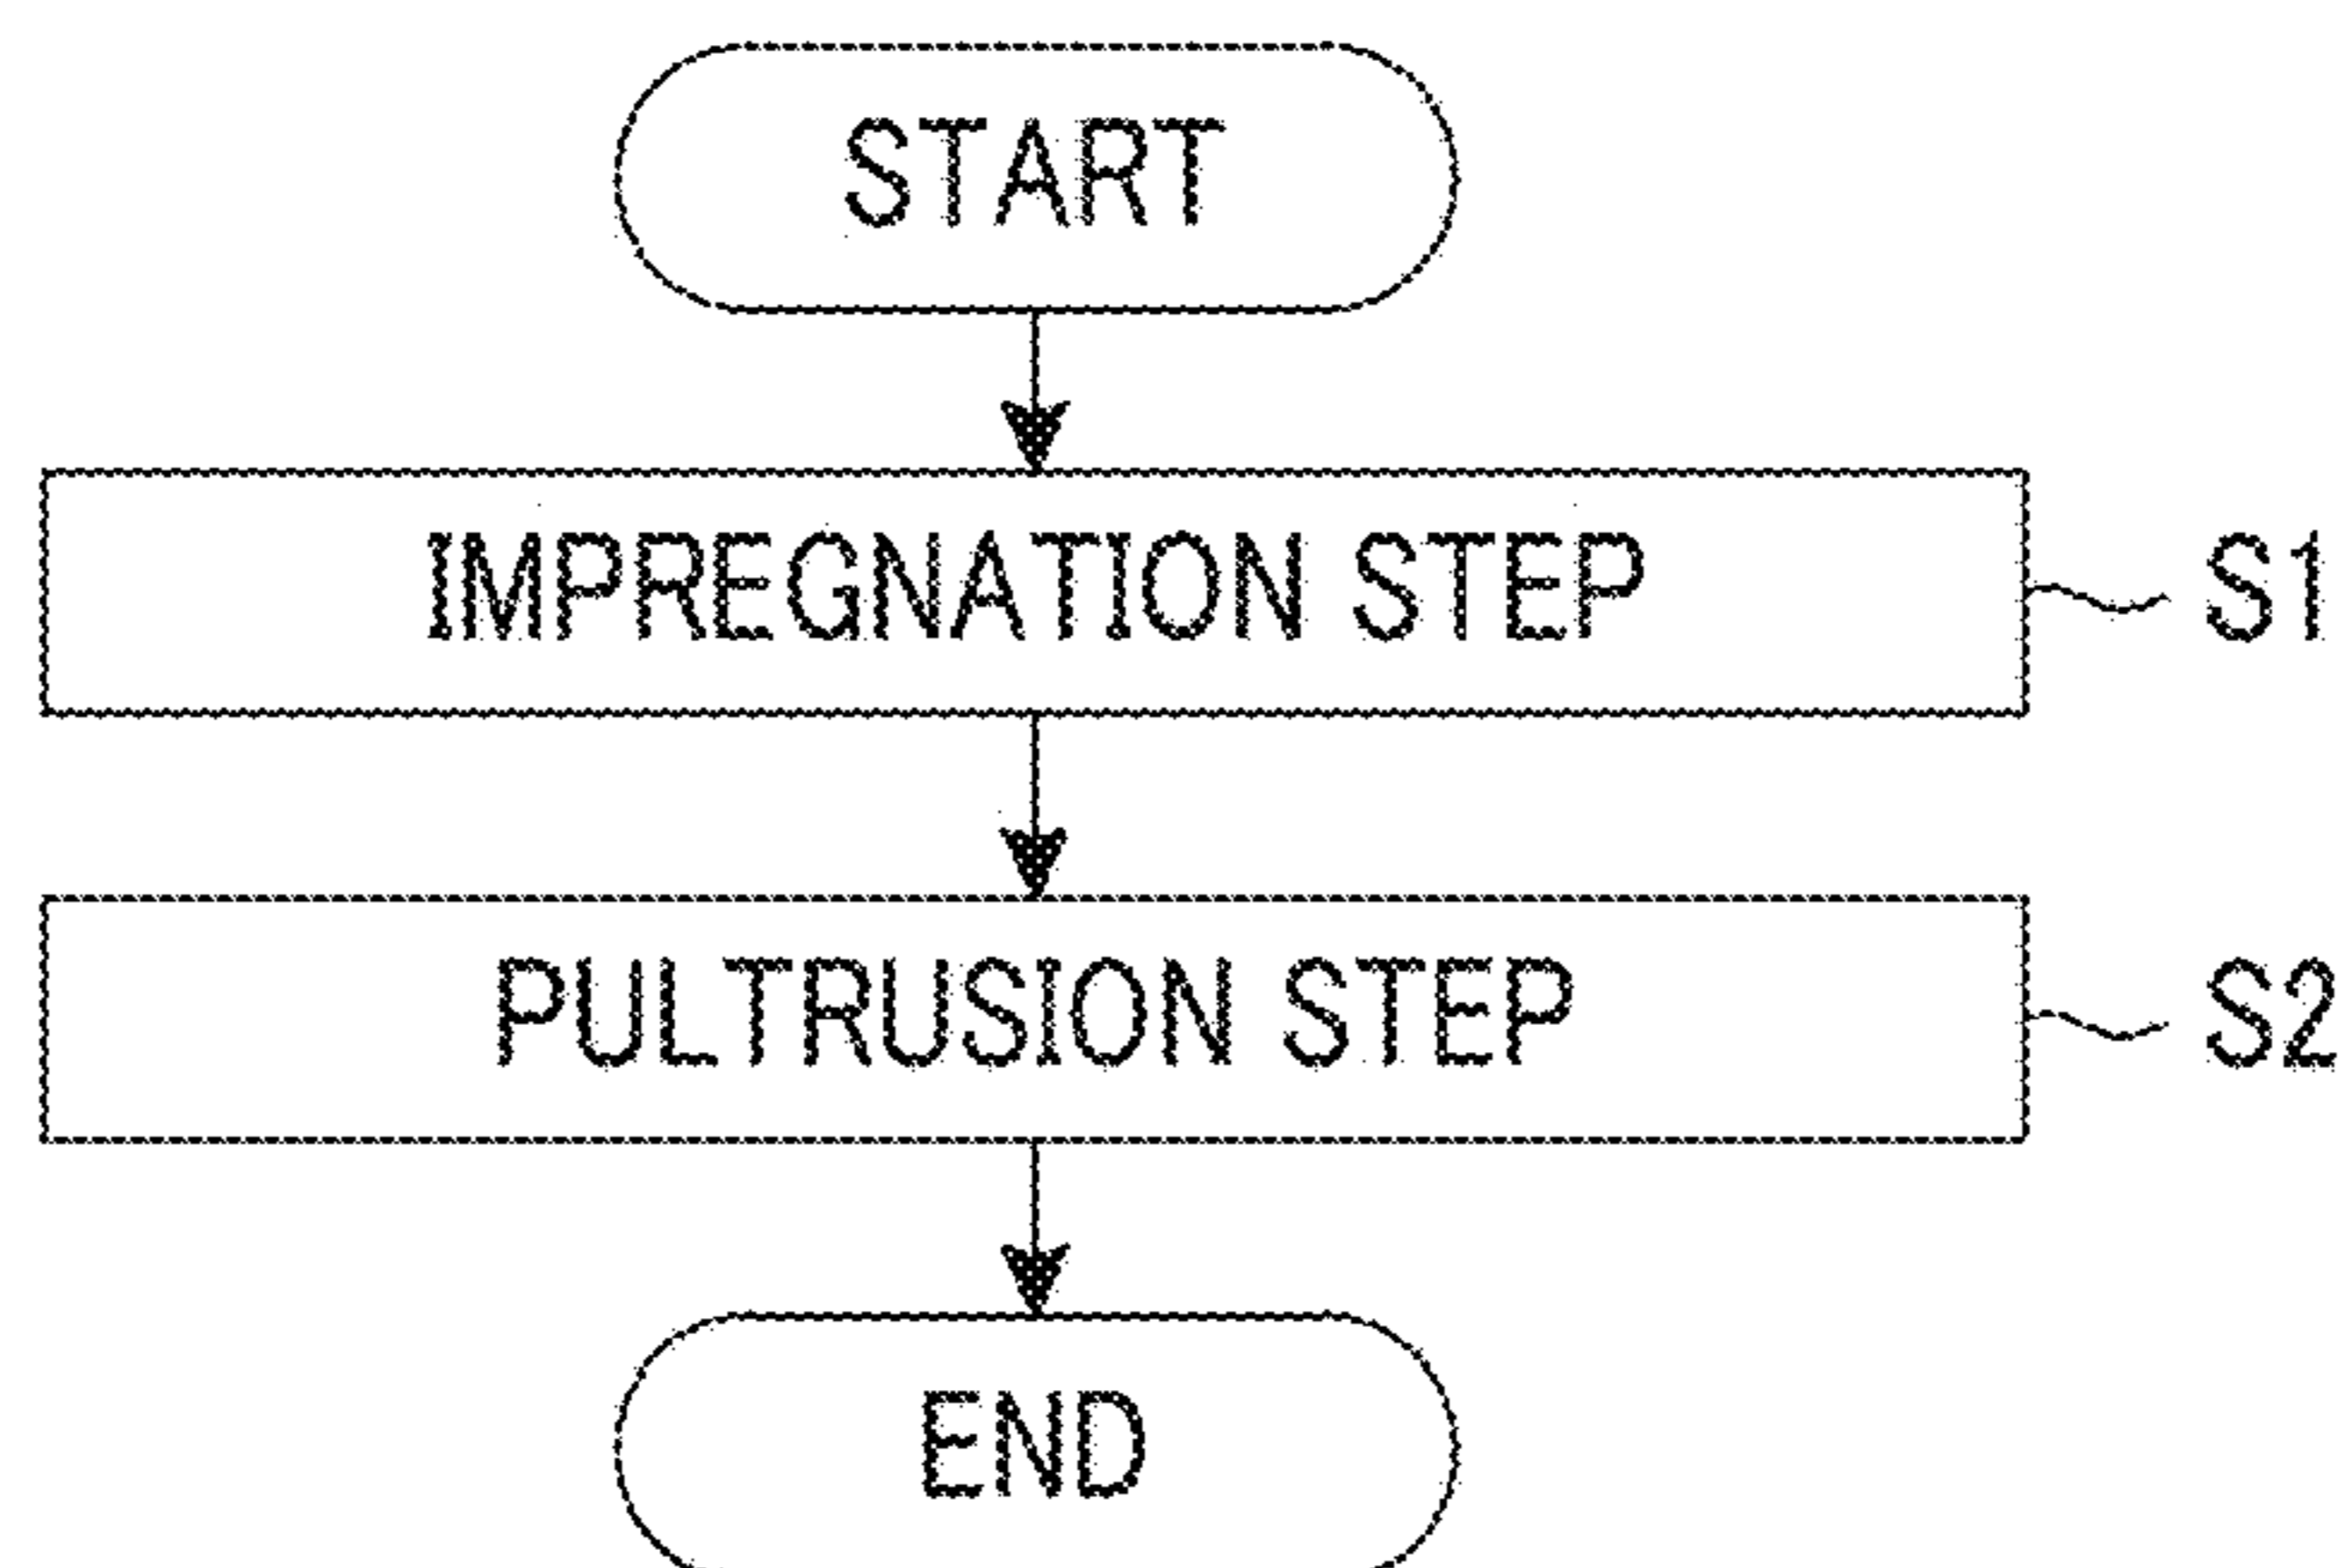 START
IMPREGNATION STEP
S1
PULTRUSION STEP
S2
END